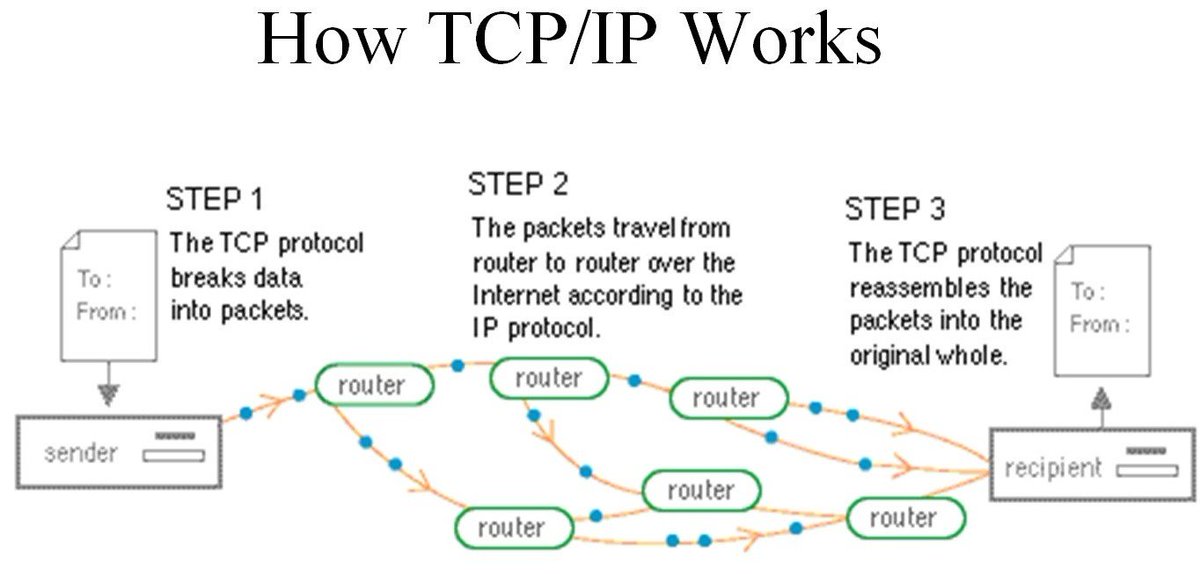 How TCP/IP Works
STEP 1
The TCP protocol
breaks data
into packets.
To :
From :
sender
STEP 2
The packets travel from
router to router over the
Internet according to the
IP protocol.
router
router
router
router
router
router
STEP 3
The TCP protocol
reassembles the
packets into the
original whole.
To :
From :
recipient